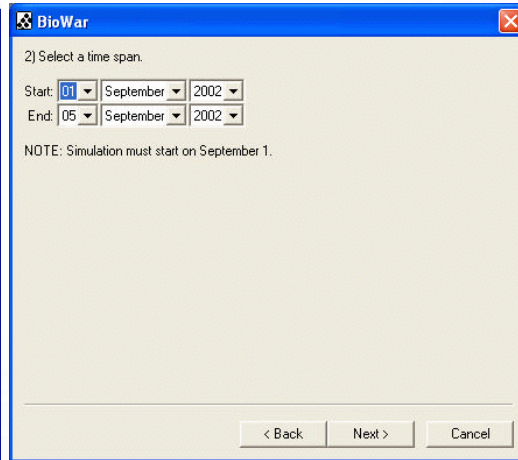 BioWar
2) Select a time span.
Start: 01 September 2002
End: 05 September 2002
NOTE: Simulation must start on September 1.
< Back Next > Cancel